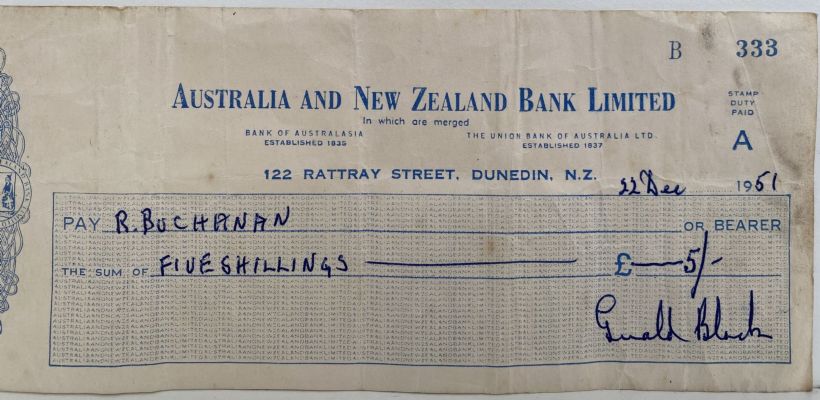 B 333
AUSTRALIA AND NEW ZEALAND BANK LIMITED
In which are merged
BANK OF AUSTRALASIA THE UNION BANK OF AUSTRALIA LTD.
ESTABLISHED 1835 ESTABLISHED 1837
STAMP
DUTY
PAID
A
122 RATTRAY STREET, DUNEDIN, N.Z.
22 Dec 1951
PAY R. BUCHANAN OR BEARER
THE SUM OF FIVE SHILLINGS £ — 5/-
Black